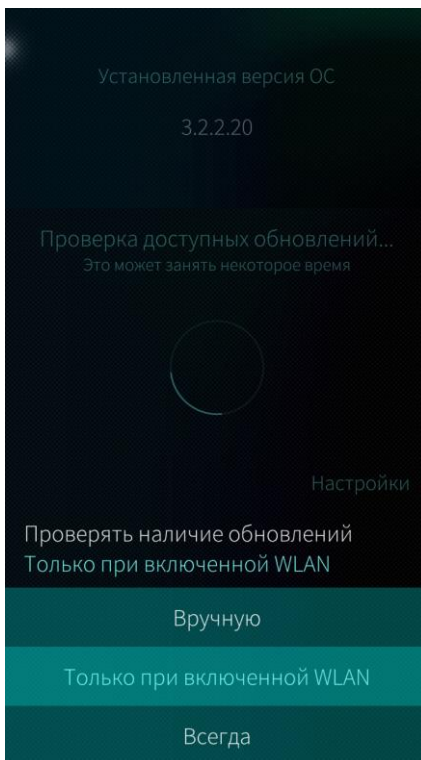 Установленная версия ОС
3.2.2.20
Проверка доступных обновлений...
Это может занять некоторое время
Настройки
Проверять наличие обновлений
Только при включенной WLAN
Вручную
Только при включенной WLAN
Всегда